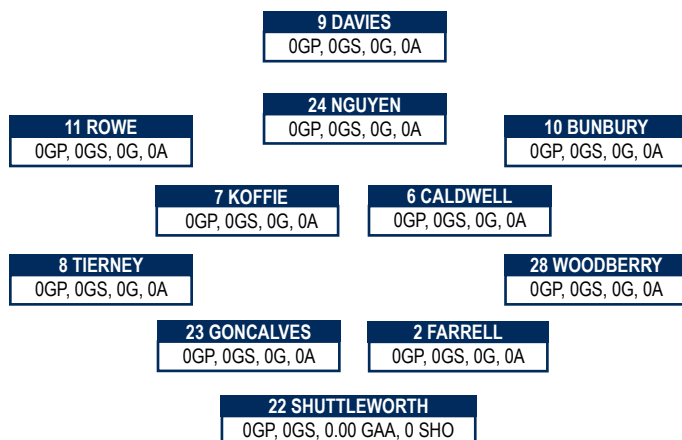 9 DAVIES
0GP, 0GS, 0G, 0A
24 NGUYEN
0GP, 0GS, 0G, 0A
11 ROWE
0GP, 0GS, 0G, 0A
10 BUNBURY
0GP, 0GS, 0G, 0A
7 KOFFIE
0GP, 0GS, 0G, 0A
6 CALDWELL
0GP, 0GS, 0G, 0A
8 TIERNEY
0GP, 0GS, 0G, 0A
28 WOODBERRY
0GP, 0GS, 0G, 0A
23 GONCALVES
0GP, 0GS, 0G, 0A
2 FARRELL
0GP, 0GS, 0G, 0A
22 SHUTTLEWORTH
0GP, 0GS, 0.00 GAA, 0 SHO